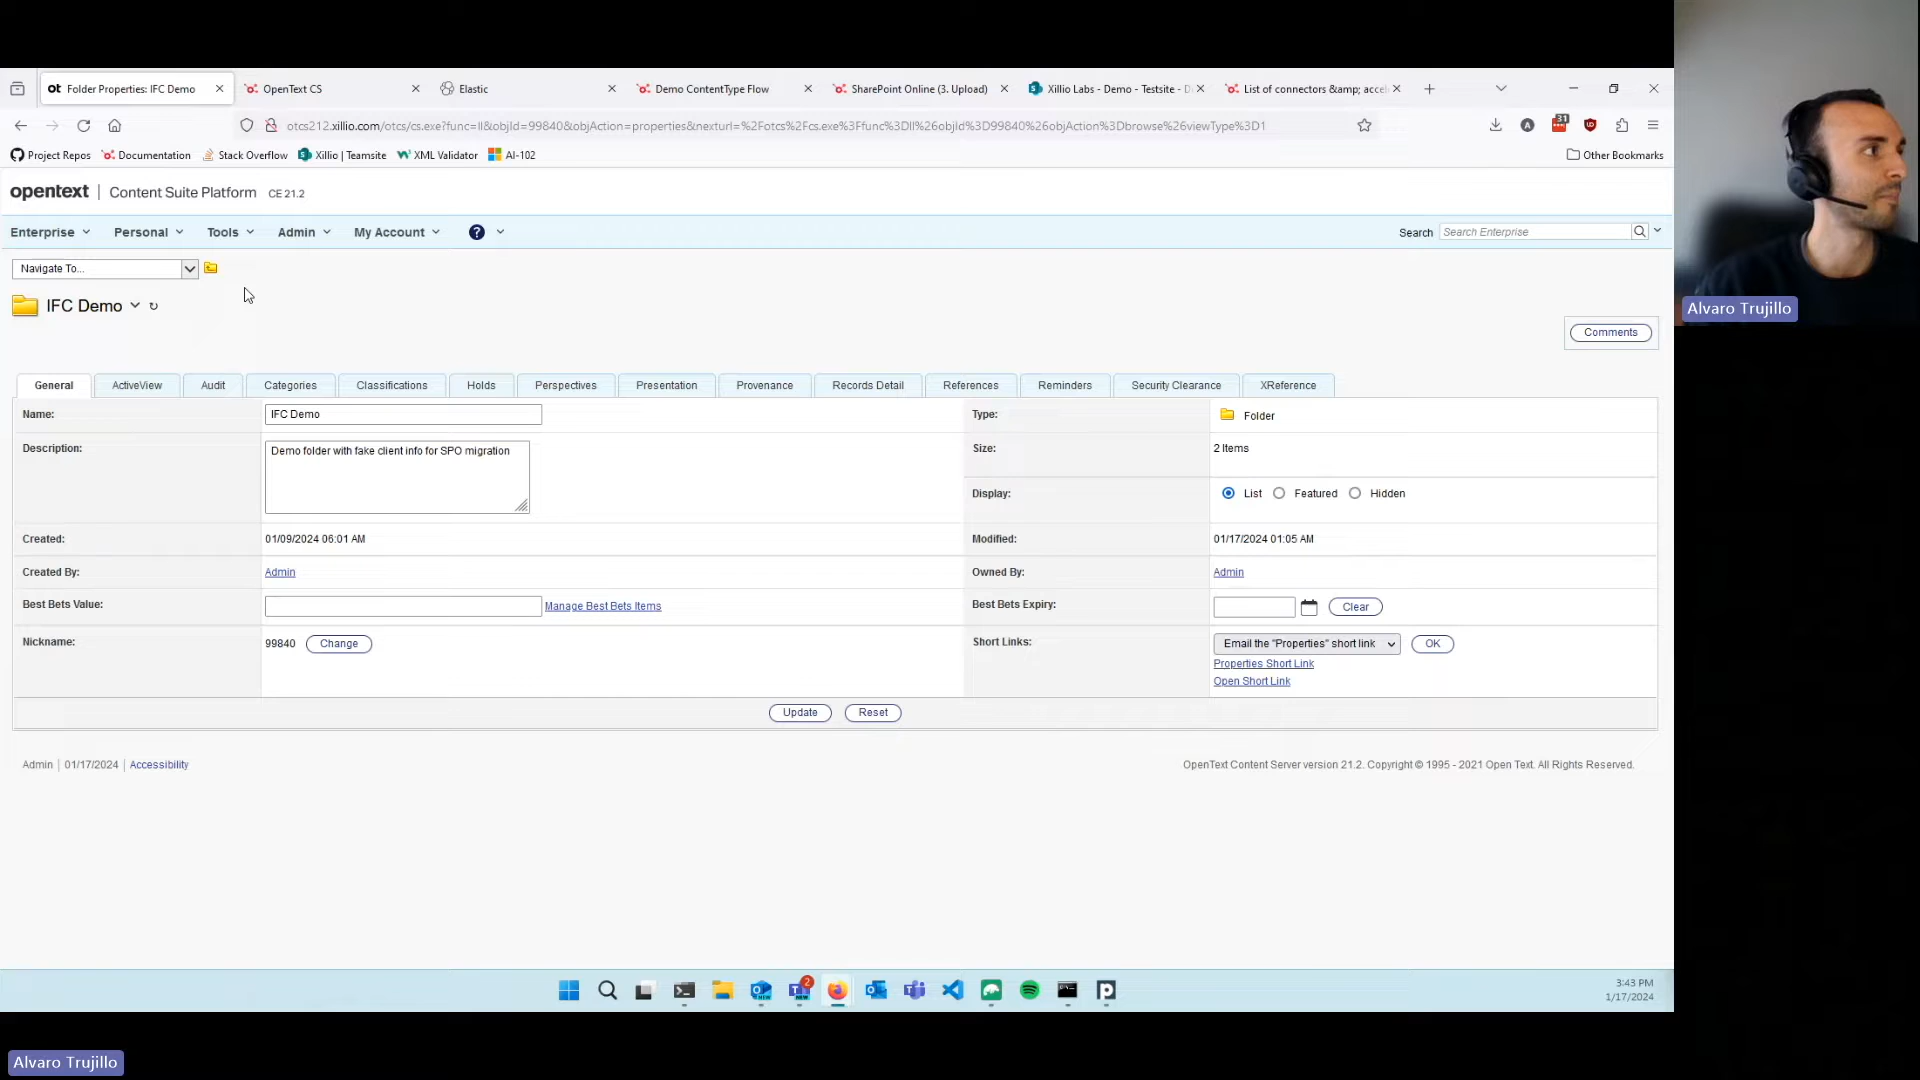 ot Folder Properties: IFC Demo
OpenText CS
Elastic
Demo ContentType Flow
SharePoint Online (3. Upload)
Xillio Labs - Demo - Testsite - D
List of connectors &amp; accel
otcs212.xillio.com/otcs/cs.exe?func=ll&objId=99840&objAction=properties&nexturl=%2Fotcs%2Fcs.exe%3Ffunc%3Dll%26objId%3D99840%26objAction%3Dbrowse%26viewType%3D1
31
A
Project Repos
Documentation
Stack Overflow
Xillio | Teamsite
XML Validator
AI-102
Other Bookmarks
opentext | Content Suite Platform CE 21.2
Enterprise
Personal
Tools
Admin
My Account
?
Search
Search Enterprise
Navigate To...
IFC Demo
Comments
General
ActiveView
Audit
Categories
Classifications
Holds
Perspectives
Presentation
Provenance
Records Detail
References
Reminders
Security Clearance
XReference
Name:
IFC Demo
Type:
Folder
Description:
Demo folder with fake client info for SPO migration
Size:
2 Items
Display:
List
Featured
Hidden
Created:
01/09/2024 06:01 AM
Modified:
01/17/2024 01:05 AM
Created By:
Admin
Owned By:
Admin
Best Bets Value:
Manage Best Bets Items
Best Bets Expiry:
Clear
Nickname:
99840
Change
Short Links:
Email the "Properties" short link
OK
Properties Short Link
Open Short Link
Update
Reset
Admin | 01/17/2024 | Accessibility
OpenText Content Server version 21.2. Copyright © 1995 - 2021 Open Text. All Rights Reserved.
2
3:43 PM
1/17/2024
Alvaro Trujillo
Alvaro Trujillo